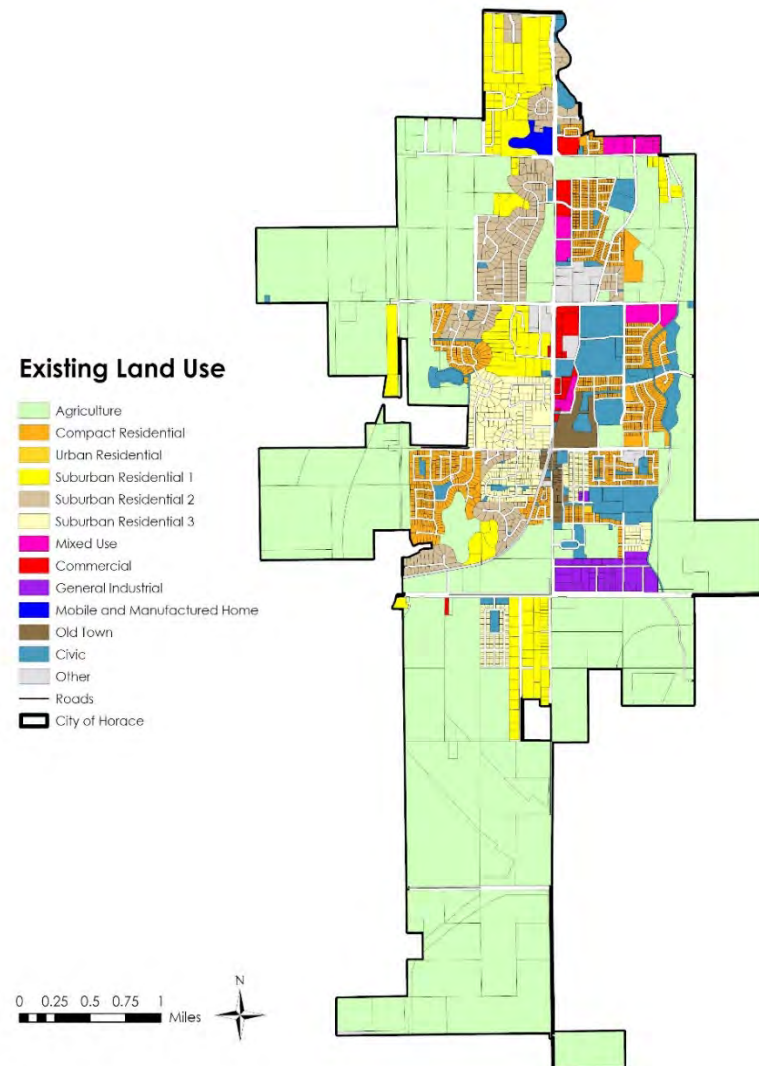 Existing Land Use
Agriculture
Compact Residential
Urban Residential
Suburban Residential 1
Suburban Residential 2
Suburban Residential 3
Mixed Use
Commercial
General Industrial
Mobile and Manufactured Home
Old Town
Civic
Other
Roads
City of Horace
N
0 0.25 0.5 0.75 1
Miles